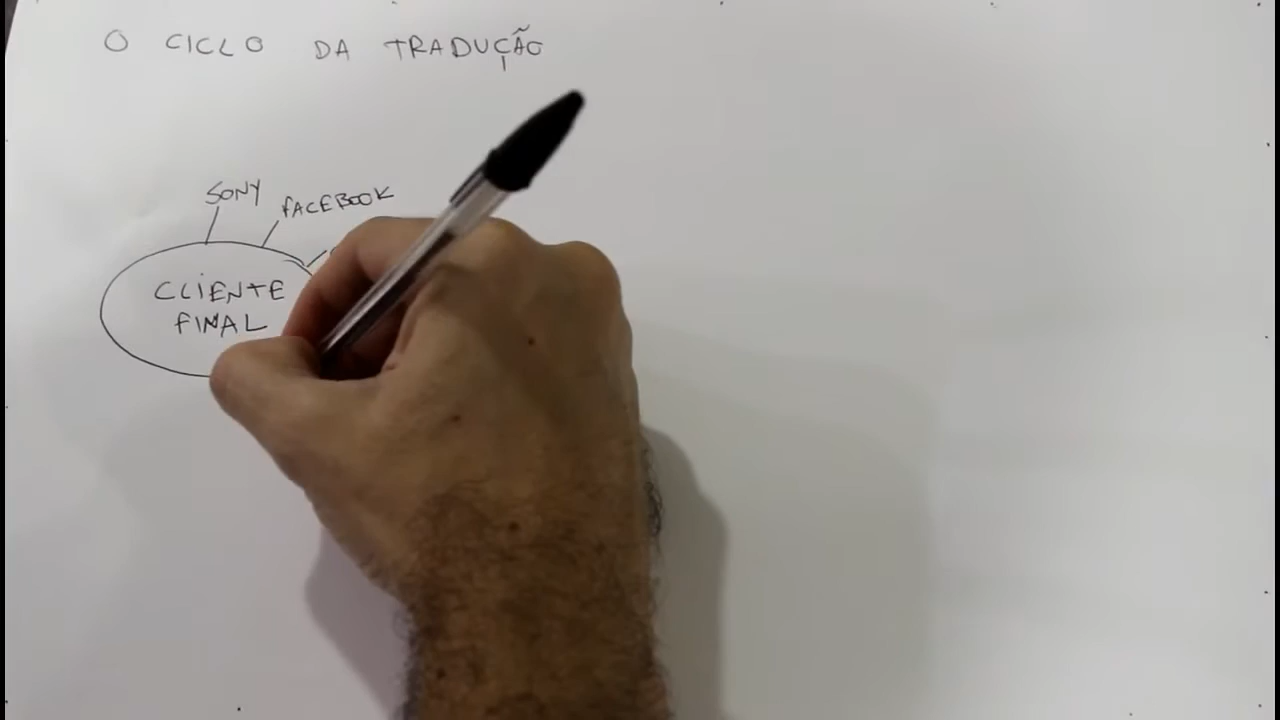 O CICLO DA TRADUÇÃO
SONY
FACEBOOK
CLIENTE
FINAL